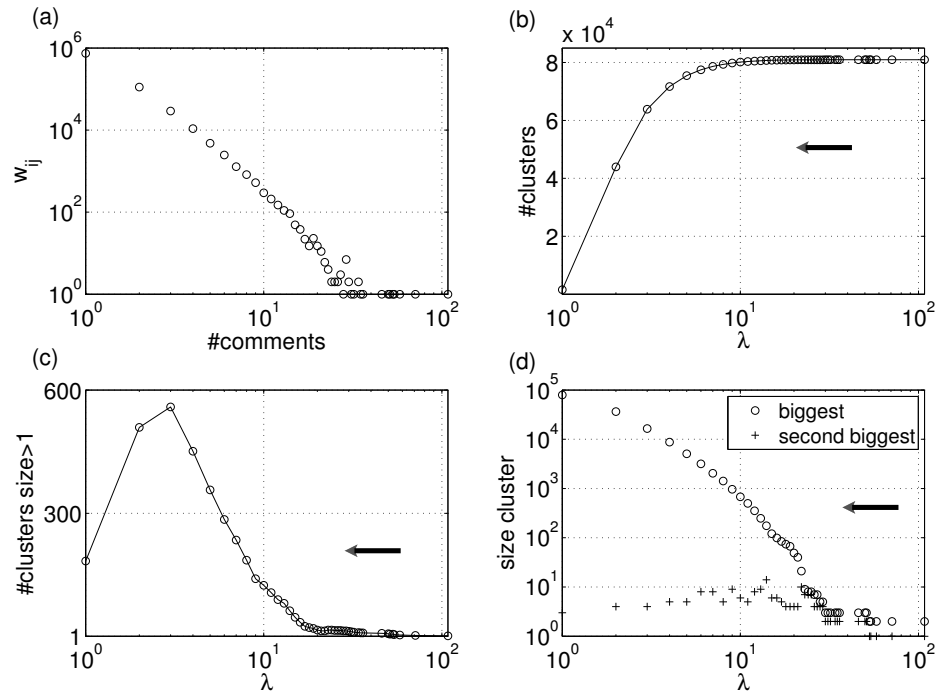 (a)
10^6
10^4
10^2
10^0
w_ij
10^0 10^1 10^2
#comments
(b)
x 10^4
8
6
4
2
#clusters
10^0 10^1 10^2
λ
(c)
600
300
1
#clusters size>1
10^0 10^1 10^2
λ
(d)
10^5
10^4
10^3
10^2
10^1
10^0
size cluster
biggest
second biggest
10^0 10^1 10^2
λ